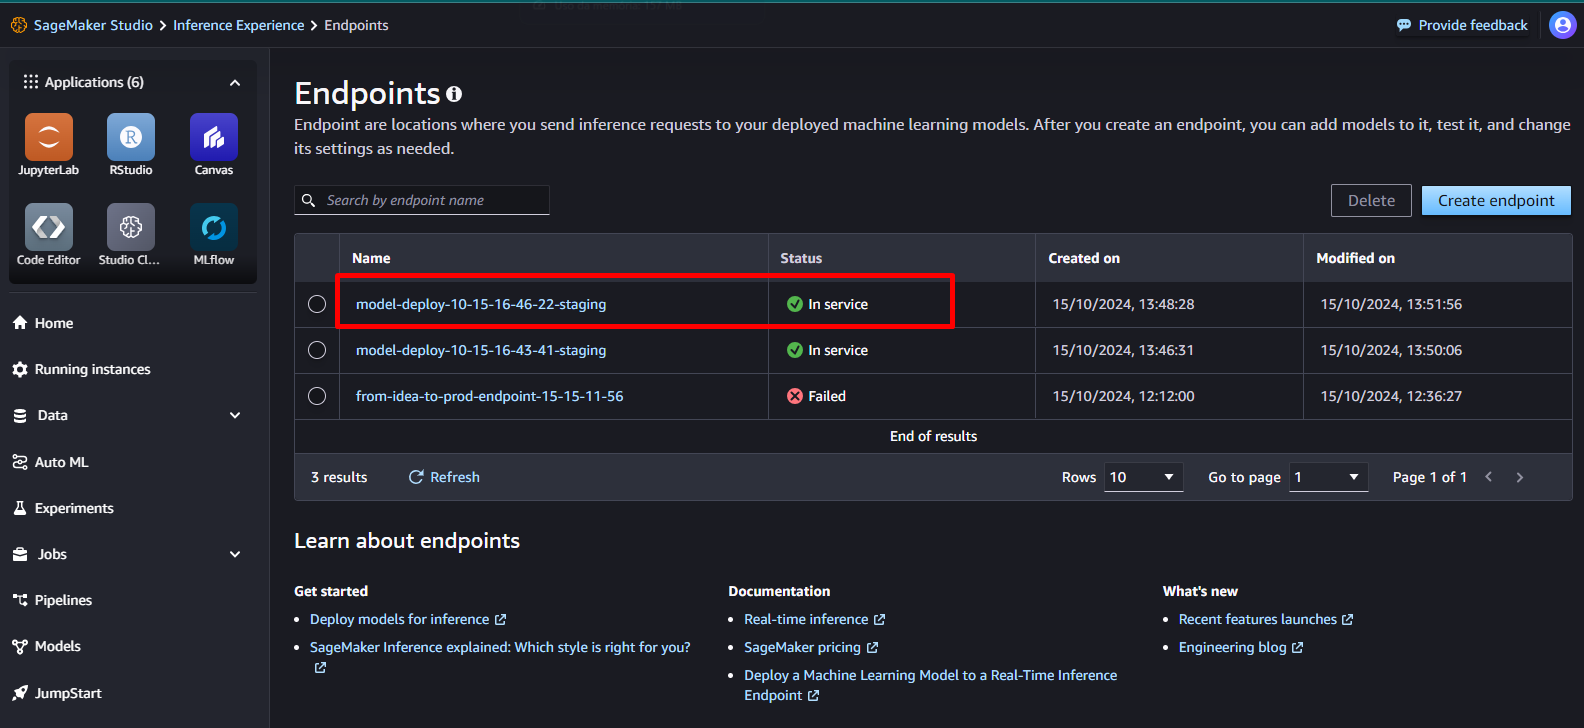 SageMaker Studio > Inference Experience > Endpoints
Provide feedback
Applications (6)
JupyterLab
RStudio
Canvas
Code Editor
Studio Cl...
MLflow
Home
Running instances
Data
Auto ML
Experiments
Jobs
Pipelines
Models
JumpStart
Endpoints
Endpoint are locations where you send inference requests to your deployed machine learning models. After you create an endpoint, you can add models to it, test it, and change
its settings as needed.
Search by endpoint name
Delete
Create endpoint
Name Status Created on Modified on
model-deploy-10-15-16-46-22-staging In service 15/10/2024, 13:48:28 15/10/2024, 13:51:56
model-deploy-10-15-16-43-41-staging In service 15/10/2024, 13:46:31 15/10/2024, 13:50:06
from-idea-to-prod-endpoint-15-15-11-56 Failed 15/10/2024, 12:12:00 15/10/2024, 12:36:27
End of results
3 results Refresh Rows 10 Go to page 1 Page 1 of 1
Learn about endpoints
Get started
Deploy models for inference
SageMaker Inference explained: Which style is right for you?
Documentation
Real-time inference
SageMaker pricing
Deploy a Machine Learning Model to a Real-Time Inference
Endpoint
What's new
Recent features launches
Engineering blog